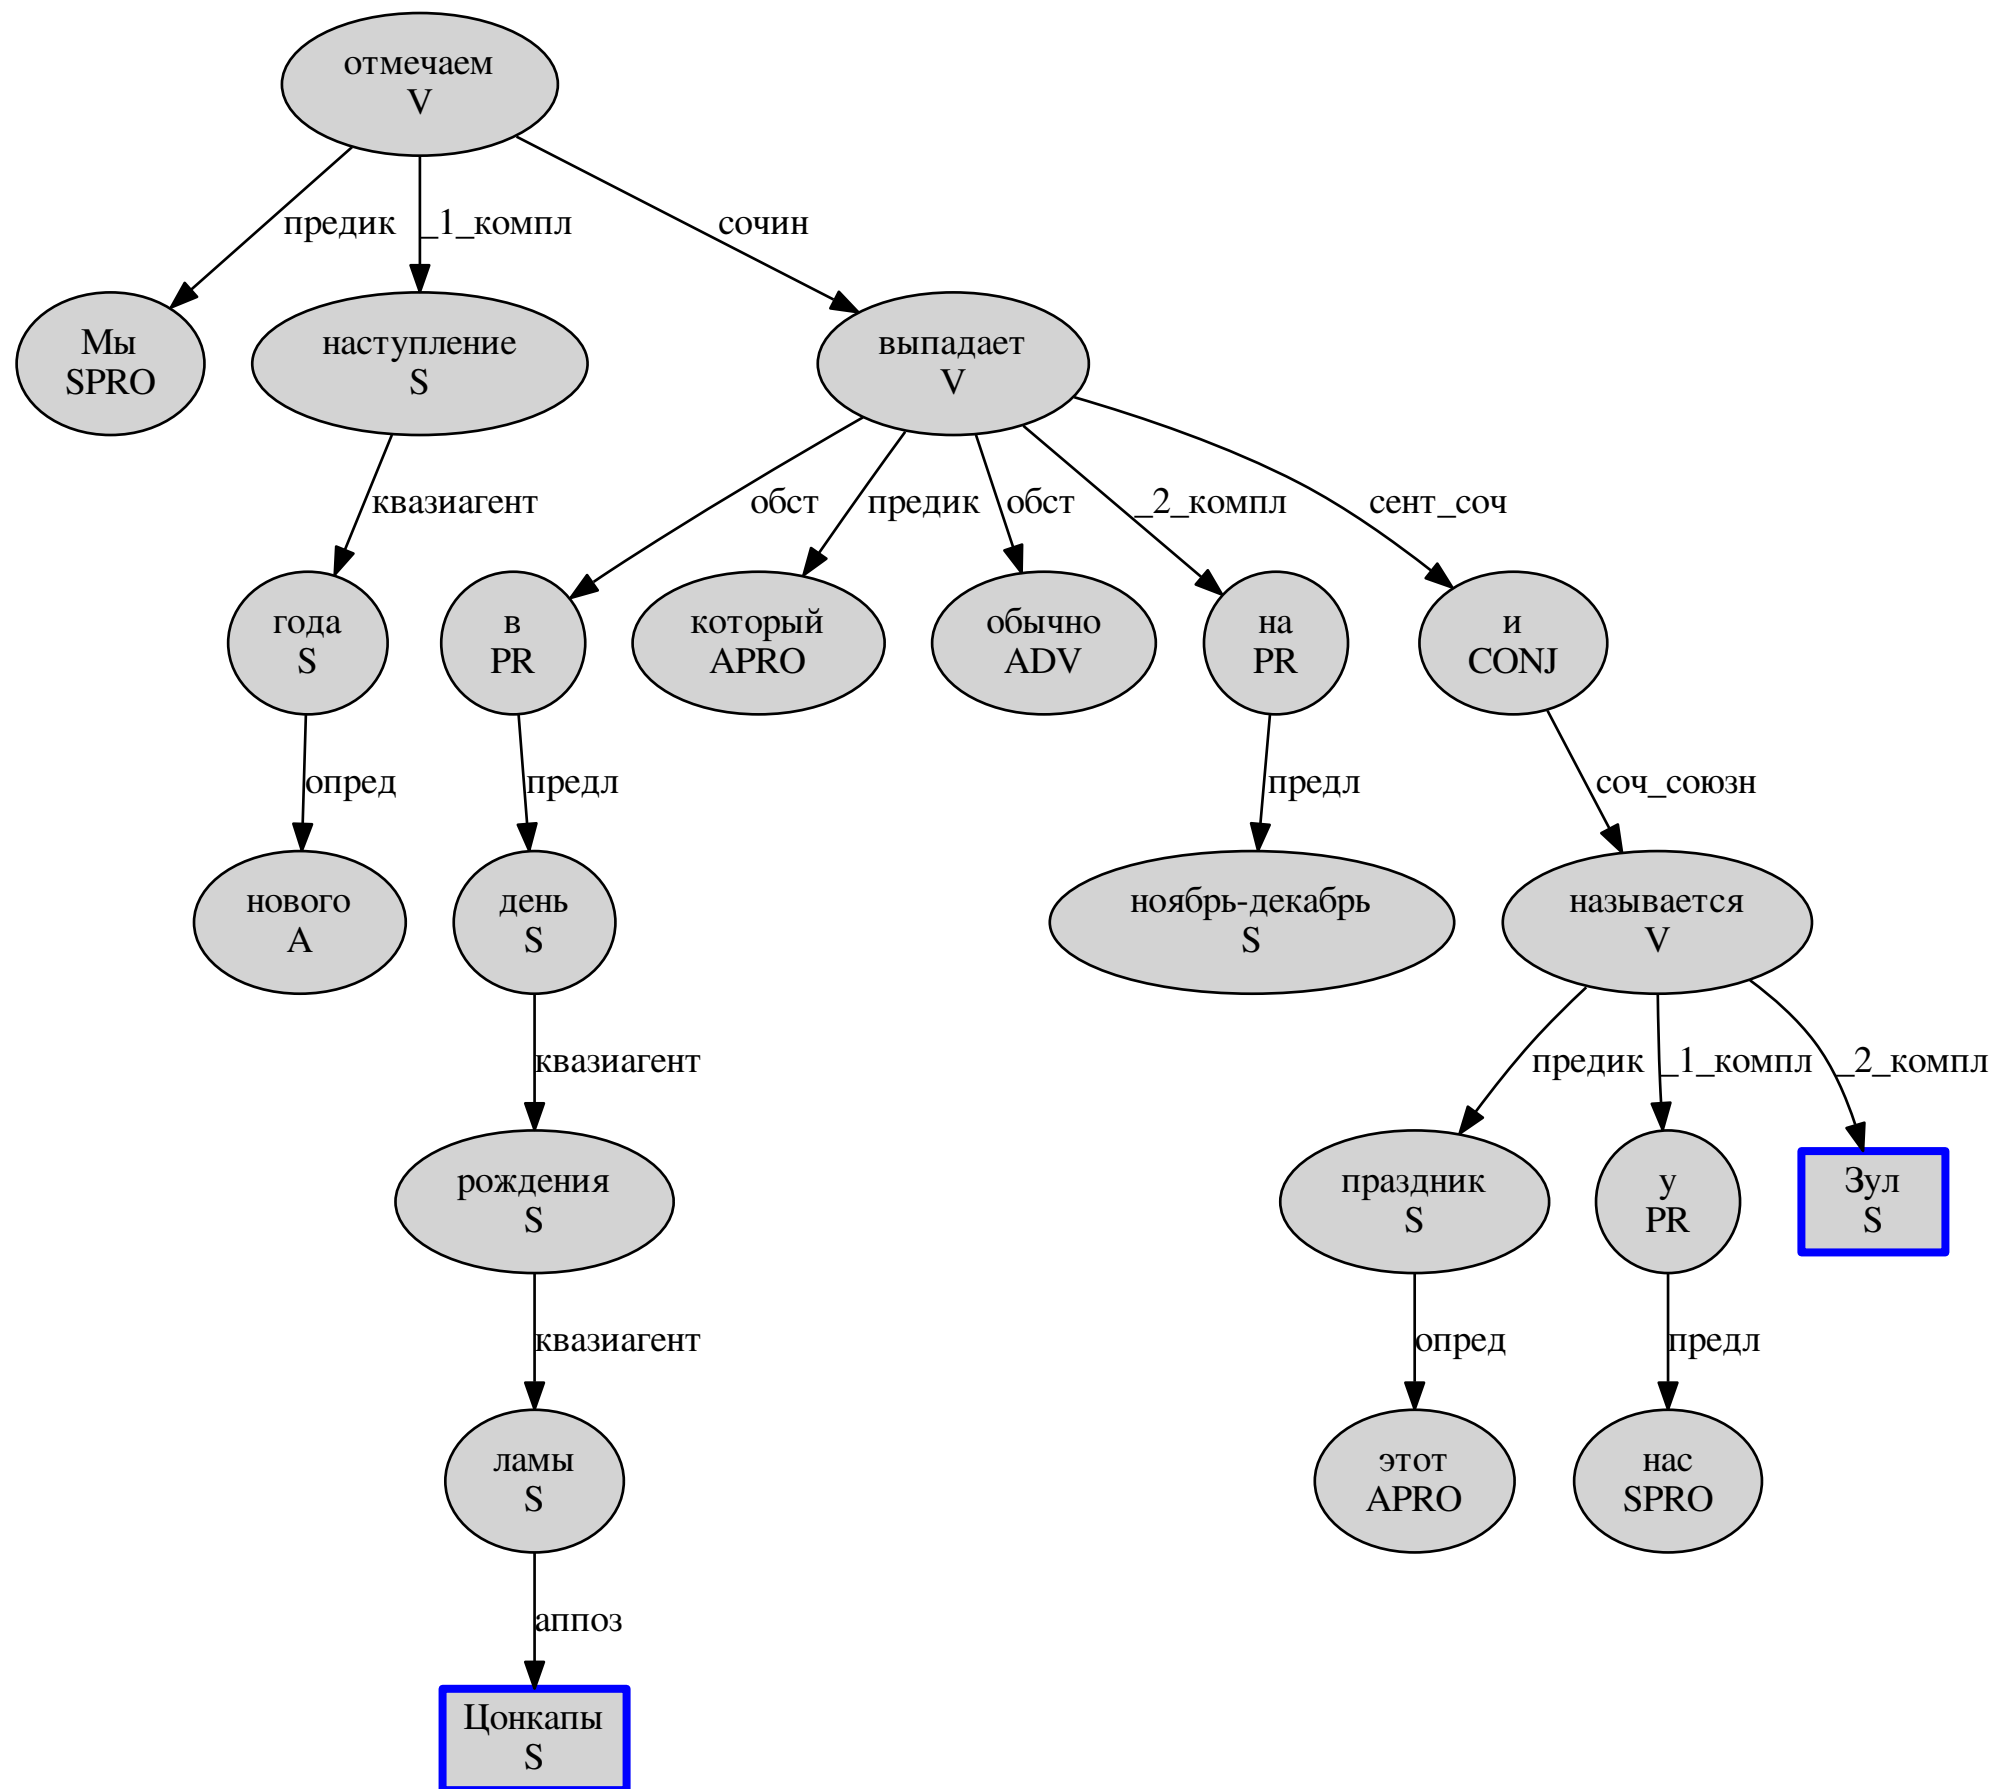 отмечаем
V
предик
_1_компл
сочин
Мы
SPRO
наступление
S
выпадает
V
квазиагент
обст
предик
обст
_2_компл
сент_соч
года
S
в
PR
который
APRO
обычно
ADV
на
PR
и
CONJ
опред
предл
предл
соч_союзн
нового
A
день
S
ноябрь-декабрь
S
называется
V
квазиагент
предик
_1_компл
_2_компл
рождения
S
праздник
S
у
PR
Зул
S
квазиагент
опред
предл
ламы
S
этот
APRO
нас
SPRO
аппоз
Цонкапы
S